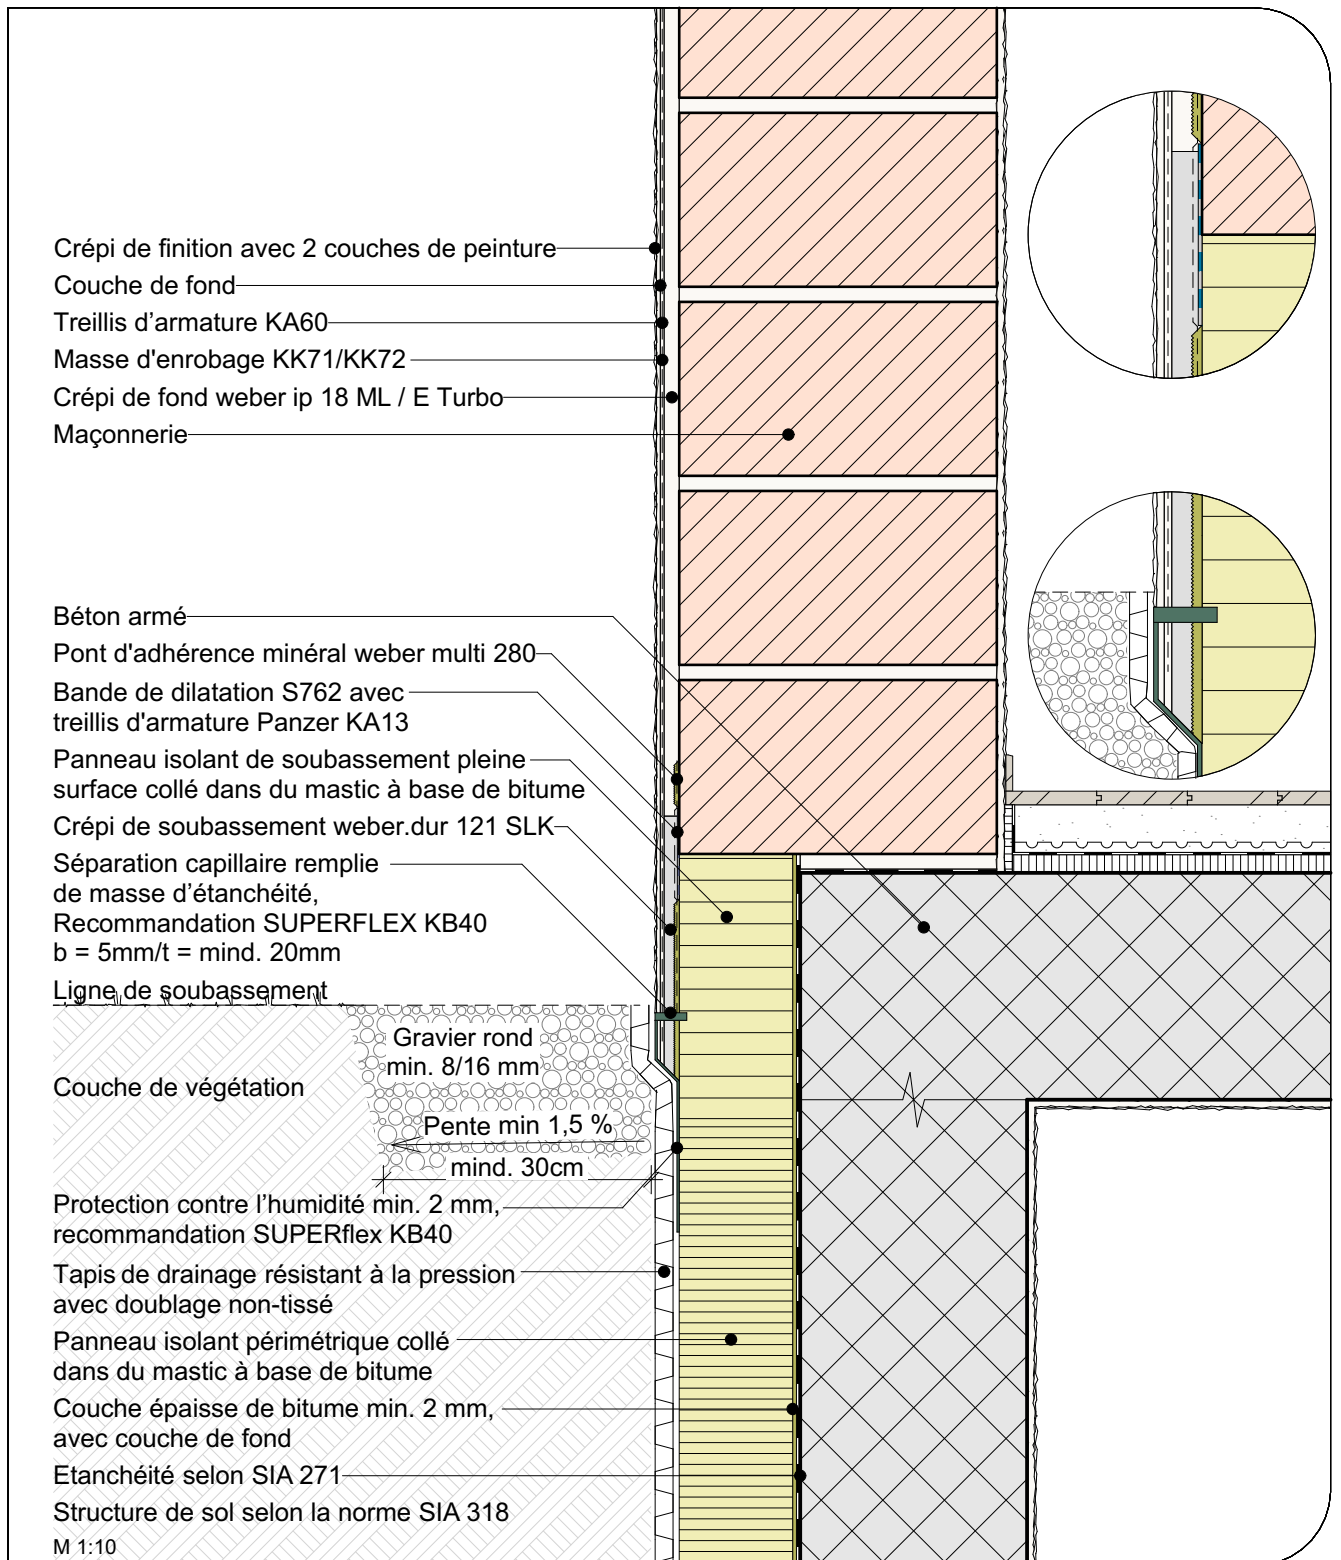 Crépi de finition avec 2 couches de peinture
Couche de fond
Treillis d'armature KA60
Masse d'enrobage KK71/KK72
Crépi de fond weber ip 18 ML / E Turbo
Maçonnerie
Béton armé
Pont d'adhérence minéral weber multi 280
Bande de dilatation S762 avec
treillis d'armature Panzer KA13
Panneau isolant de soubassement pleine
surface collé dans du mastic à base de bitume
Crépi de soubassement weber.dur 121 SLK
Séparation capillaire remplie
de masse d'étanchéité,
Recommandation SUPERFLEX KB40
b = 5mm/t = mind. 20mm
Ligne de soubassement
Gravier rond
min. 8/16 mm
Couche de végétation
Pente min 1,5 %
mind. 30cm
Protection contre l'humidité min. 2 mm,
recommandation SUPERflex KB40
Tapis de drainage résistant à la pression
avec doublage non-tissé
Panneau isolant périmétrique collé
dans du mastic à base de bitume
Couche épaisse de bitume min. 2 mm,
avec couche de fond
Etanchéité selon SIA 271
Structure de sol selon la norme SIA 318
M 1:10